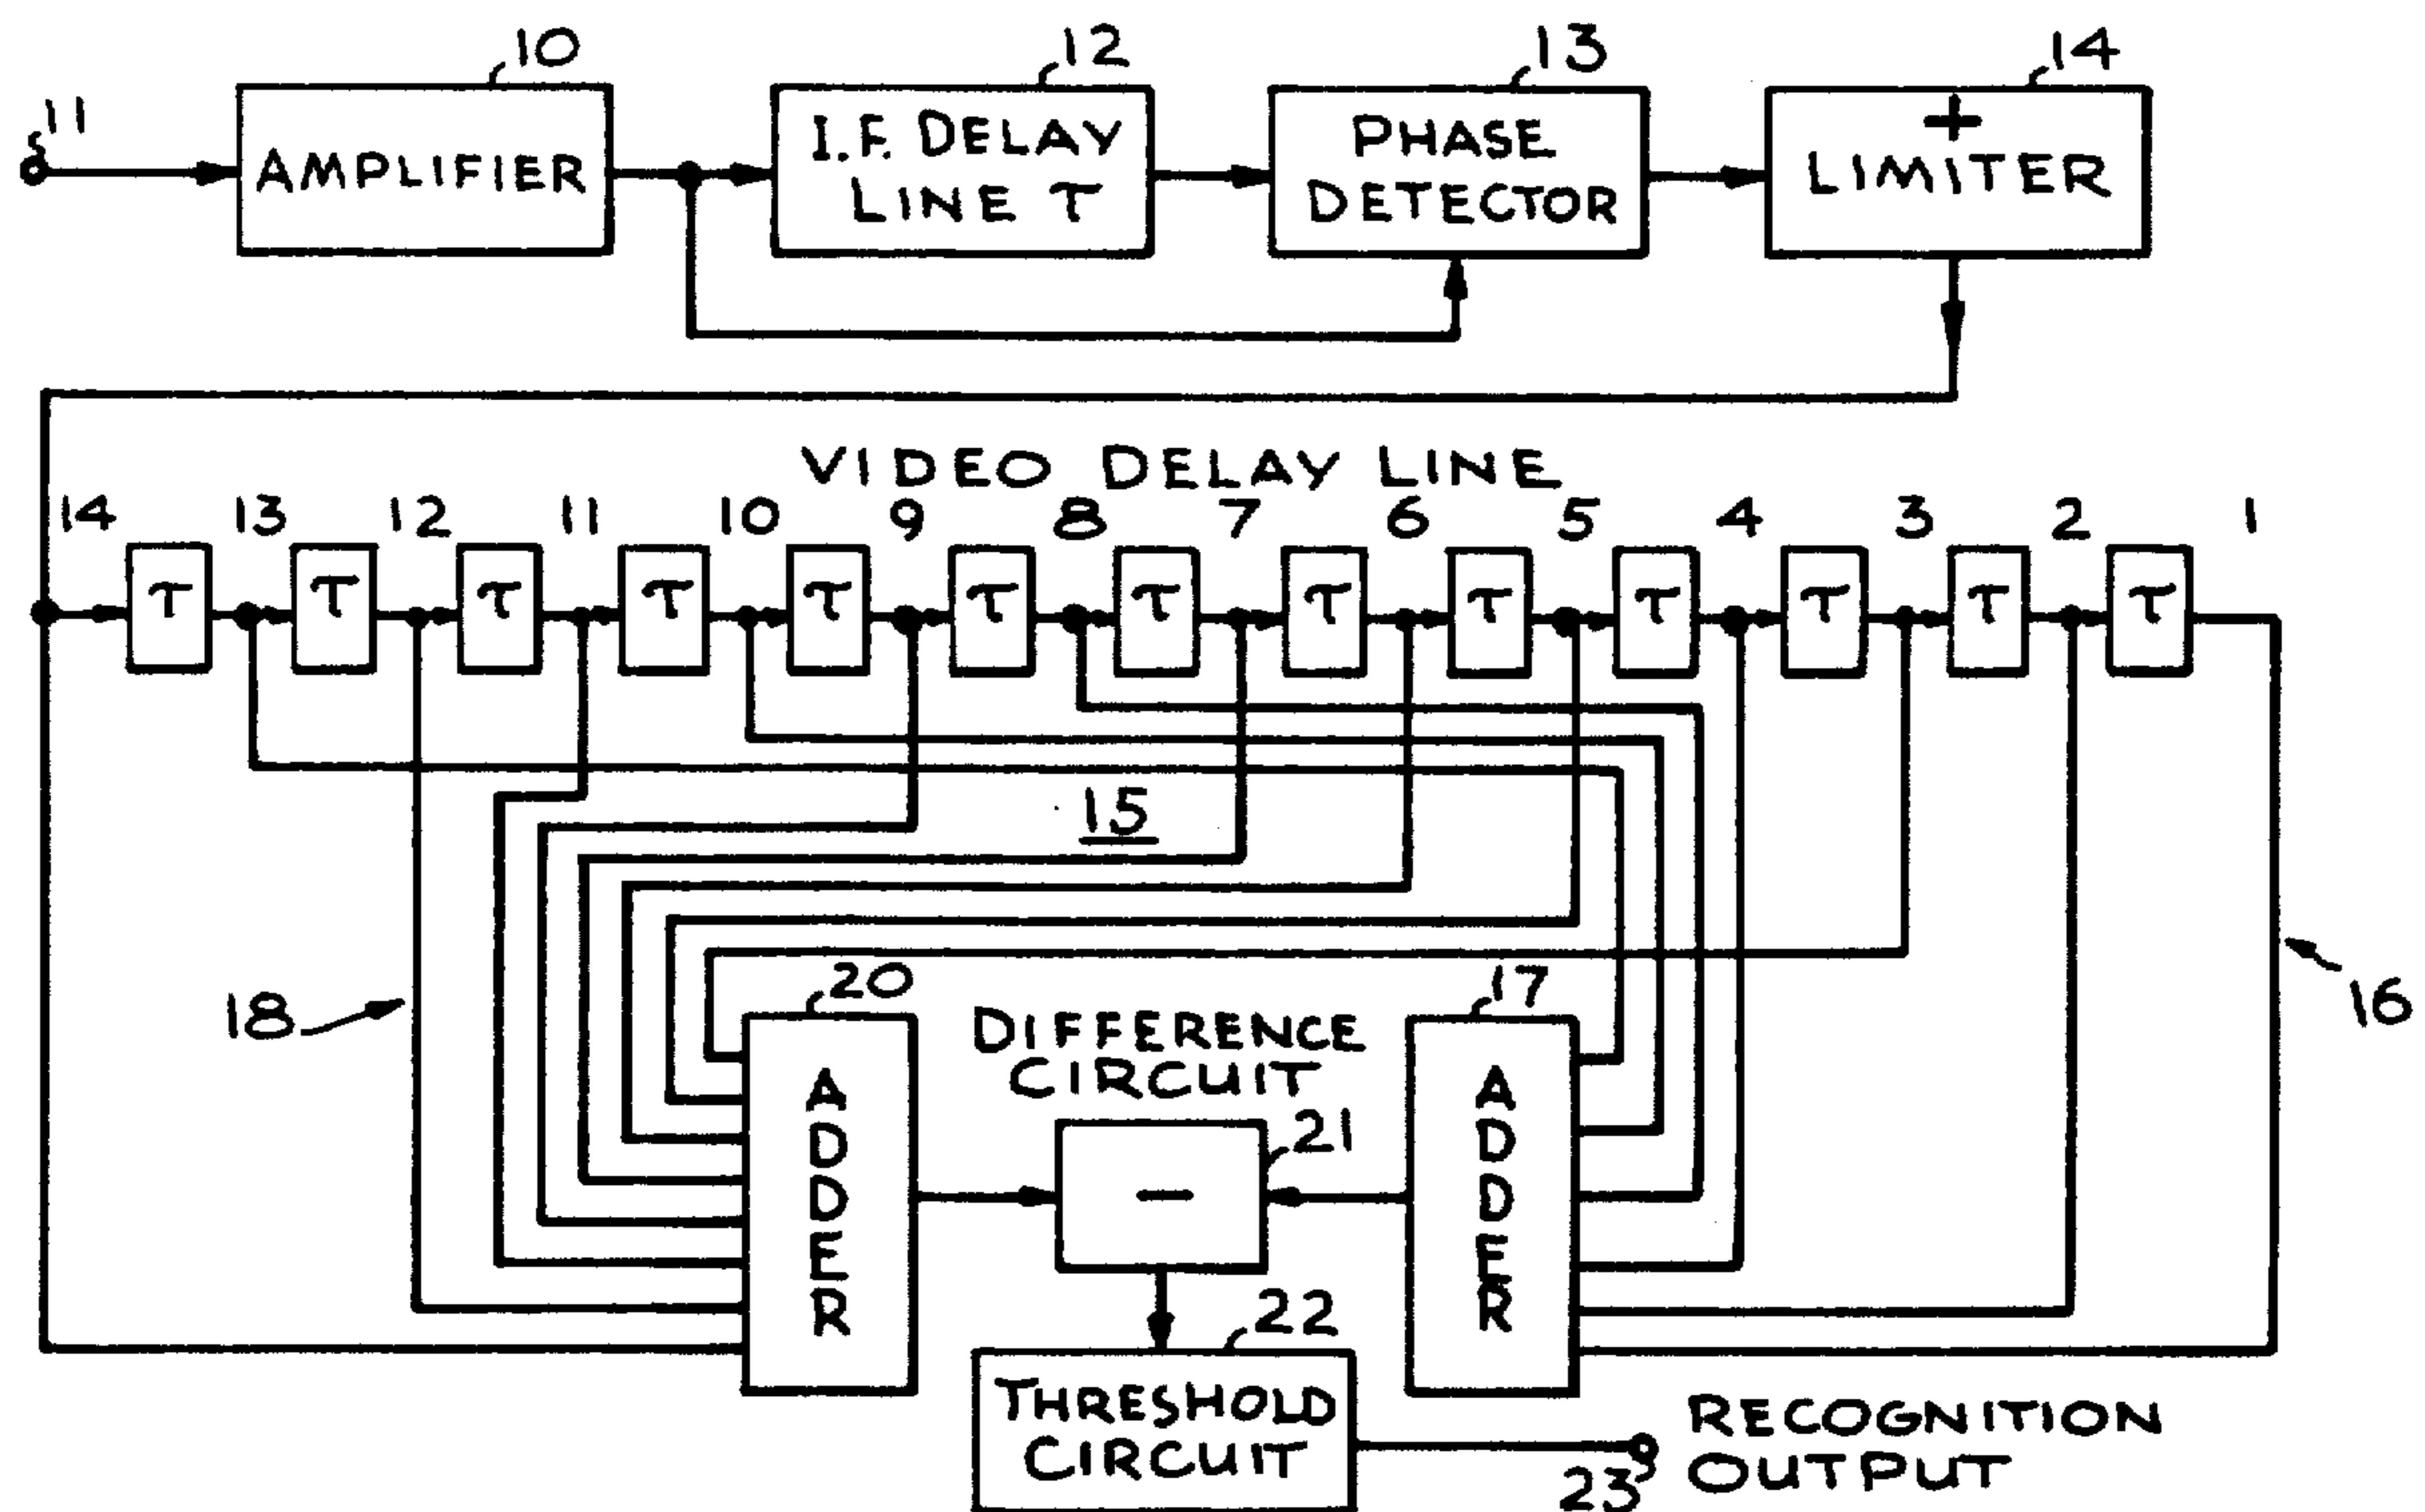 10
12
13
14
11
AMPLIFIER
I.F. DELAY
LINE τ
PHASE
DETECTOR
+
LIMITER
VIDEO DELAY LINE
14 13 12 11 10 9 8 7 6 5 4 3 2 1
τ τ τ τ τ τ τ τ τ τ τ τ τ
15
18
20
17
16
DIFFERENCE
CIRCUIT
ADDER
21
−
ADDER
22
THRESHOLD
CIRCUIT
23
RECOGNITION
OUTPUT